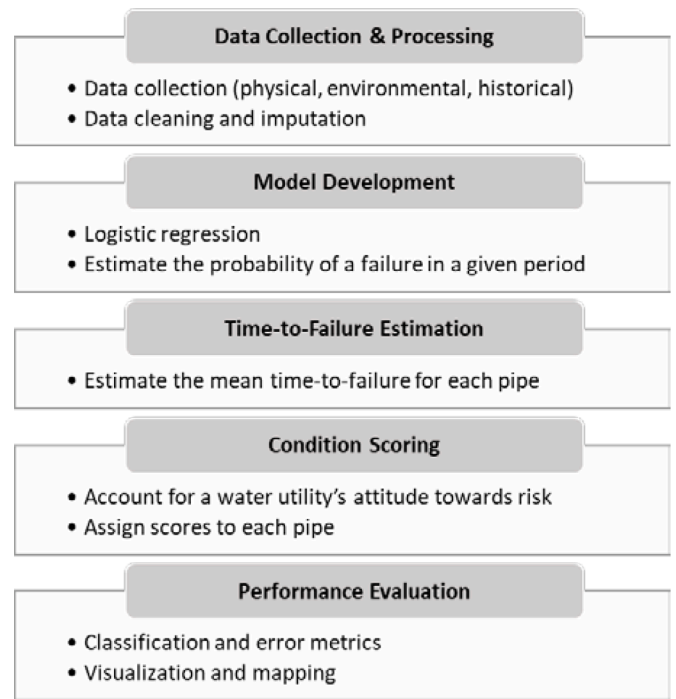 Data Collection & Processing
• Data collection (physical, environmental, historical)
• Data cleaning and imputation
Model Development
• Logistic regression
• Estimate the probability of a failure in a given period
Time-to-Failure Estimation
• Estimate the mean time-to-failure for each pipe
Condition Scoring
• Account for a water utility's attitude towards risk
• Assign scores to each pipe
Performance Evaluation
• Classification and error metrics
• Visualization and mapping